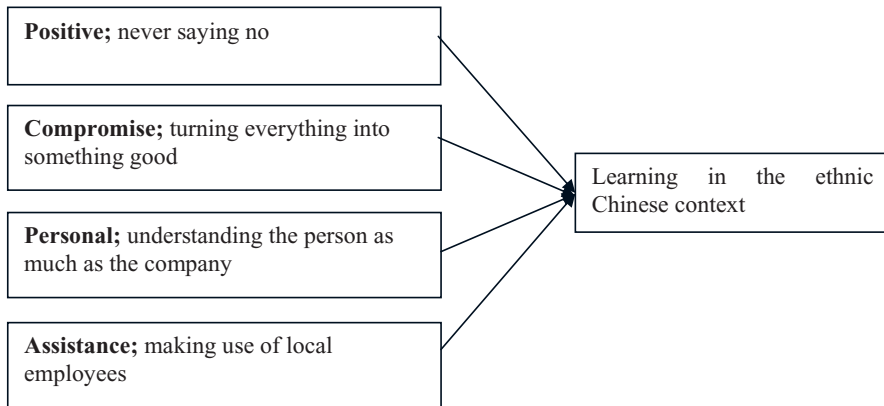 Positive; never saying no
Compromise; turning everything into
something good
Personal; understanding the person as
much as the company
Assistance; making use of local
employees
Learning in the ethnic
Chinese context